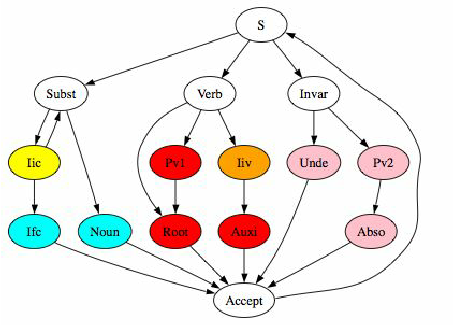 S
Subst Verb Invar
Iic Pv1 Iiv Unde Pv2
Ifc Noun Root Auxi Abso
Accept